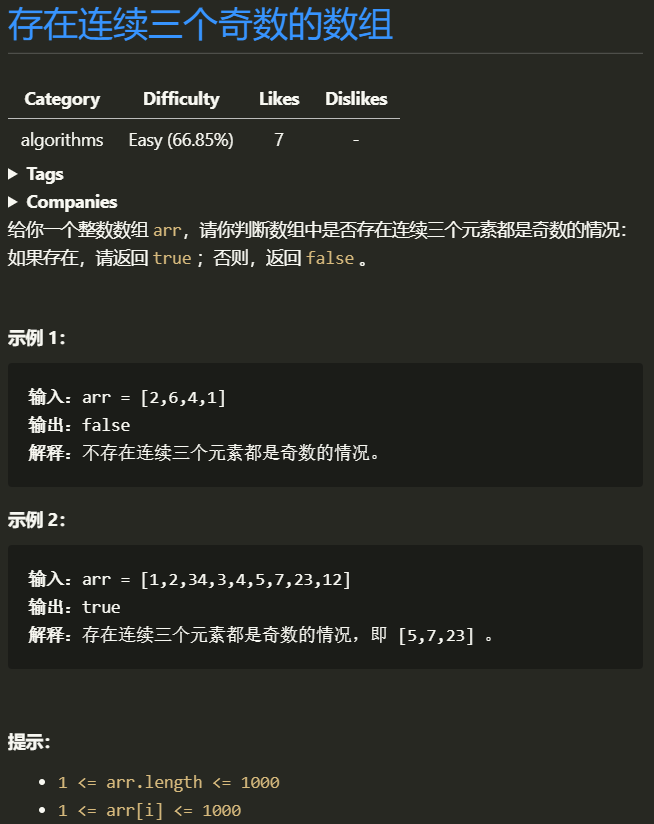 存在连续三个奇数的数组
Category Difficulty Likes Dislikes
algorithms Easy (66.85%) 7 -
Tags
Companies
给你一个整数数组 arr，请你判断数组中是否存在连续三个元素都是奇数的情况：
如果存在，请返回 true ；否则，返回 false 。
示例 1：
输入：arr = [2,6,4,1]
输出：false
解释：不存在连续三个元素都是奇数的情况。
示例 2：
输入：arr = [1,2,34,3,4,5,7,23,12]
输出：true
解释：存在连续三个元素都是奇数的情况，即 [5,7,23] 。
提示：
1 <= arr.length <= 1000
1 <= arr[i] <= 1000